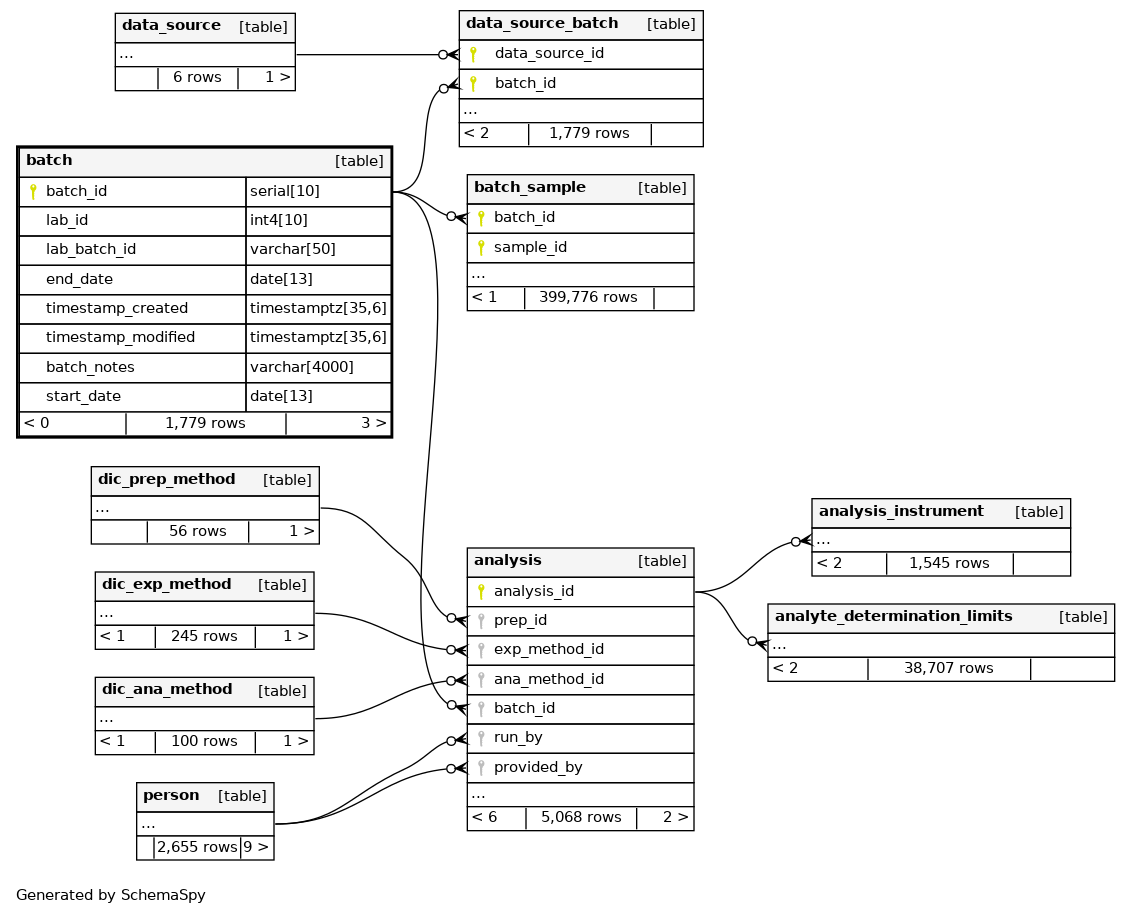 data_source [table]
...
6 rows 1 >
data_source_batch [table]
data_source_id
batch_id
...
< 2 1,779 rows
batch [table]
batch_id serial[10]
lab_id int4[10]
lab_batch_id varchar[50]
end_date date[13]
timestamp_created timestamptz[35,6]
timestamp_modified timestamptz[35,6]
batch_notes varchar[4000]
start_date date[13]
< 0 1,779 rows 3 >
batch_sample [table]
batch_id
sample_id
...
< 1 399,776 rows
dic_prep_method [table]
...
56 rows 1 >
dic_exp_method [table]
...
< 1 245 rows 1 >
dic_ana_method [table]
...
< 1 100 rows 1 >
person [table]
...
2,655 rows 9 >
analysis [table]
analysis_id
prep_id
exp_method_id
ana_method_id
batch_id
run_by
provided_by
...
< 6 5,068 rows 2 >
analysis_instrument [table]
...
< 2 1,545 rows
analyte_determination_limits [table]
...
< 2 38,707 rows
Generated by SchemaSpy